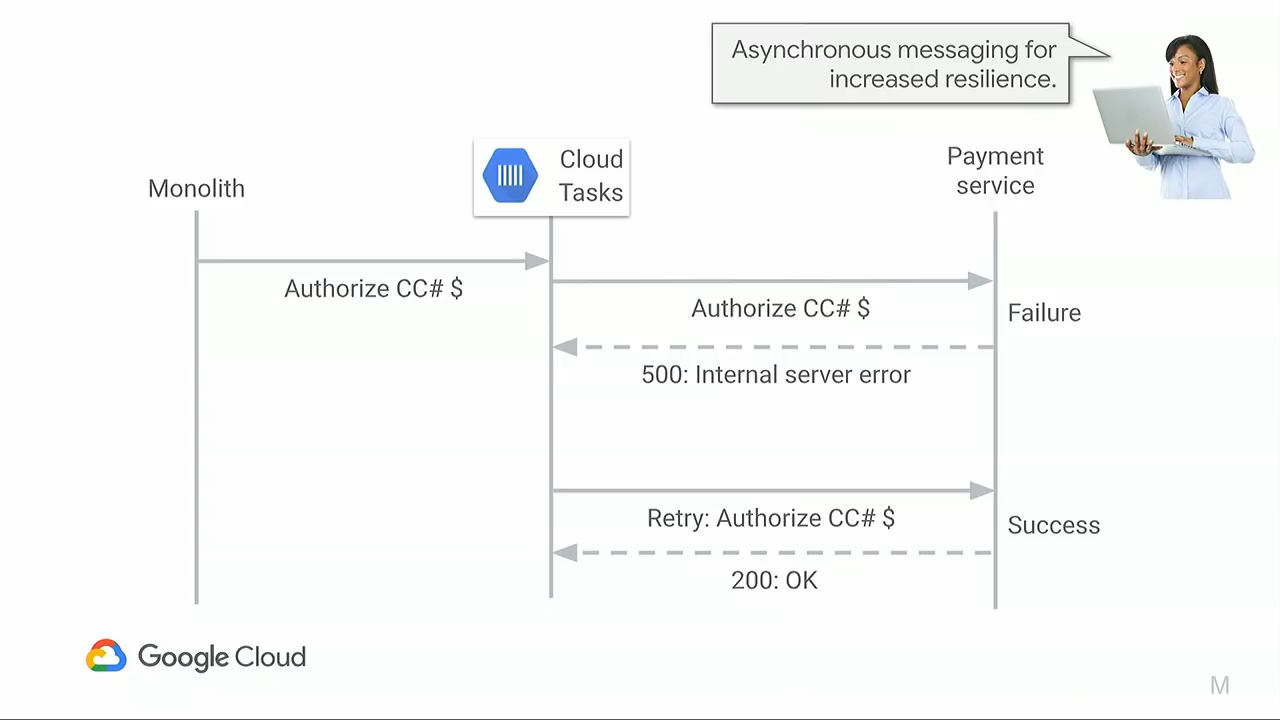 Asynchronous messaging for
increased resilience.
Monolith
Cloud
Tasks
Payment
service
Authorize CC# $
Authorize CC# $
Failure
500: Internal server error
Retry: Authorize CC# $
Success
200: OK
Google Cloud
M